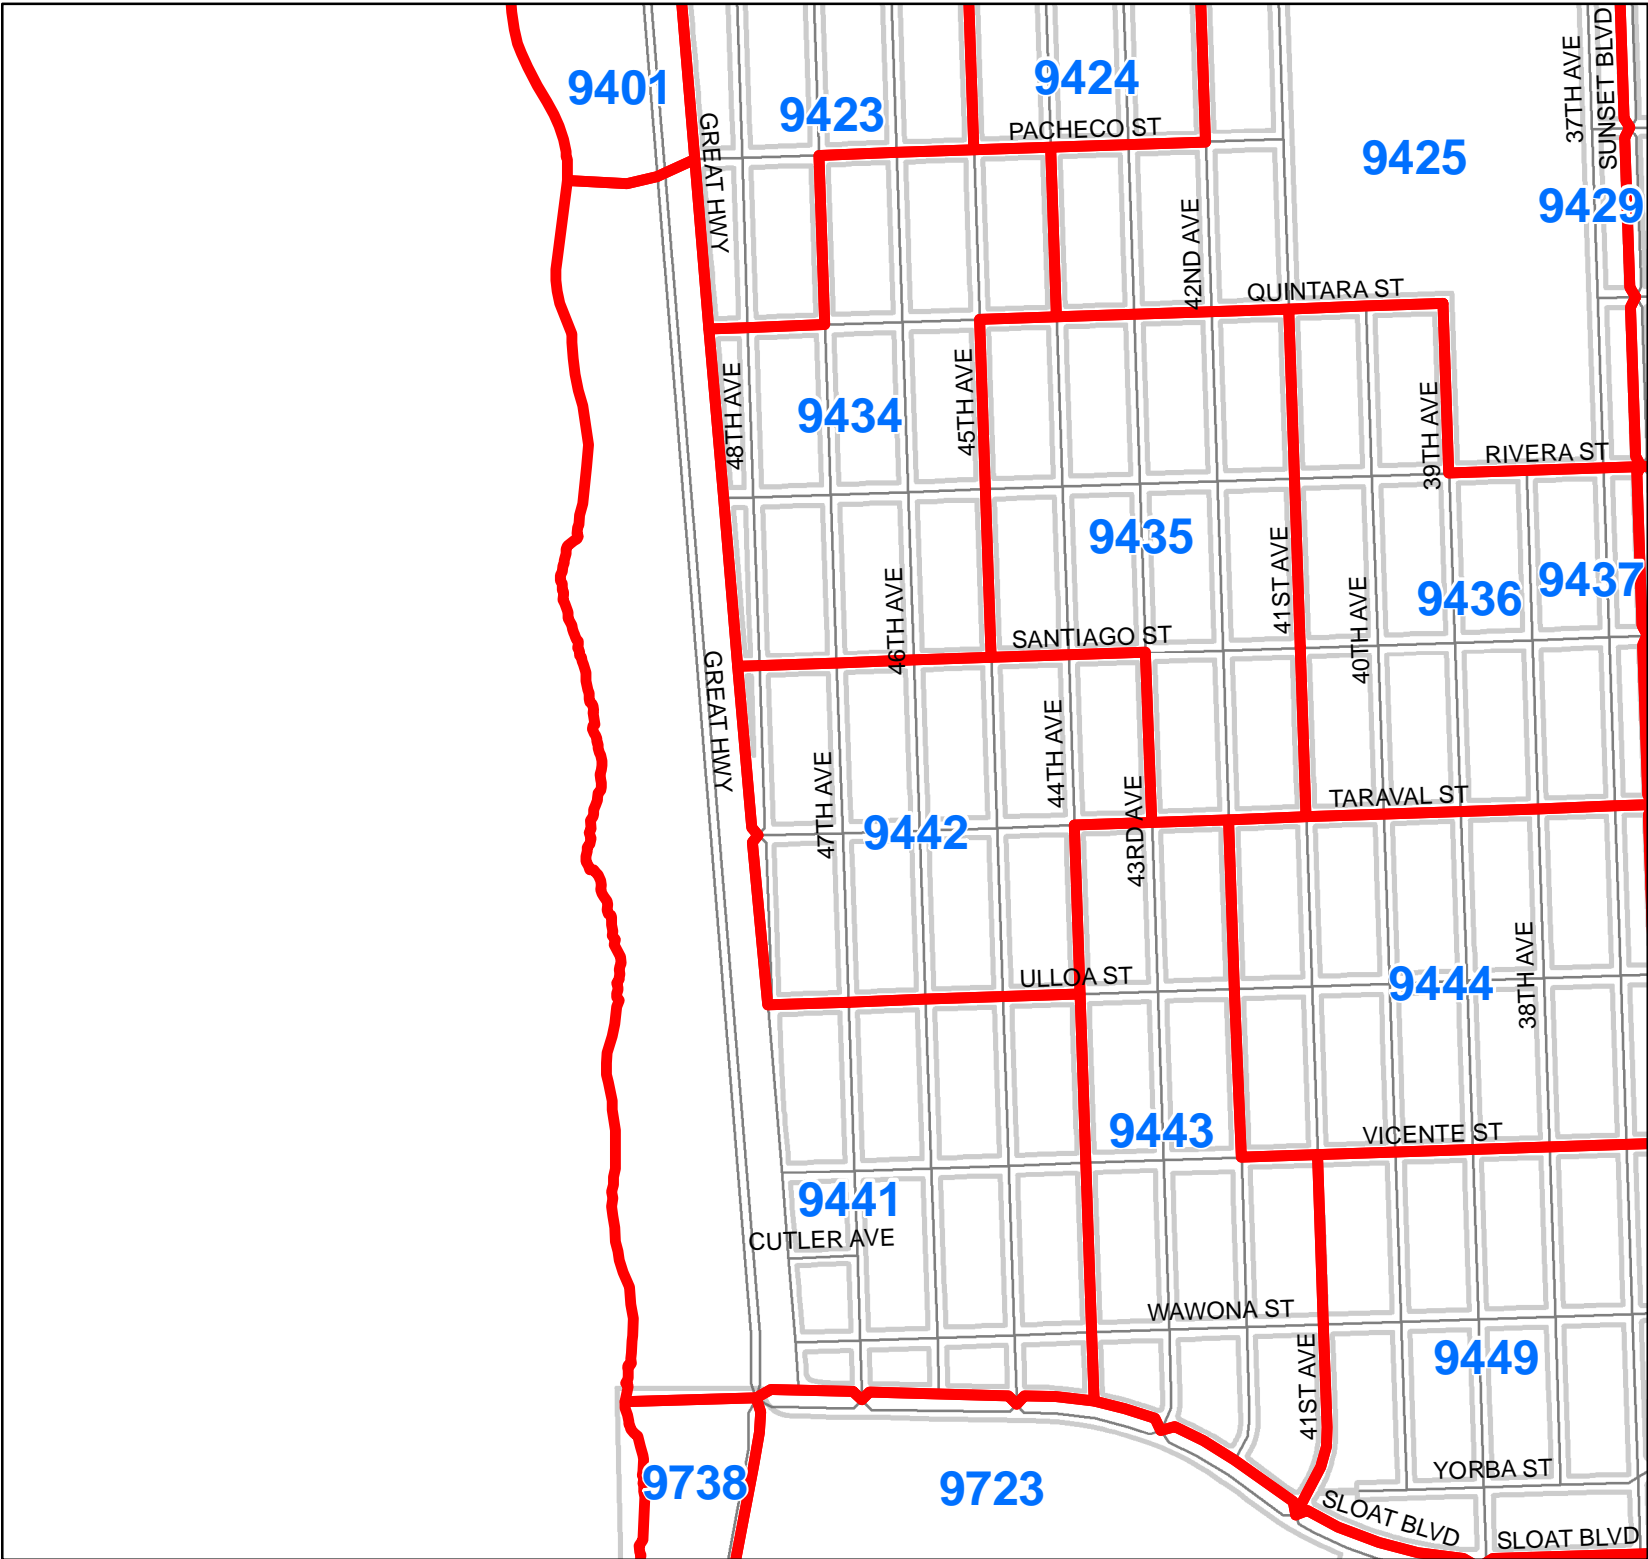 9401
9423
9424
PACHECO ST
9425
37TH AVE
SUNSET BLVD
9429
GREAT HWY
42ND AVE
QUINTARA ST
48TH AVE
9434
45TH AVE
39TH AVE
RIVERA ST
9435
41ST AVE
46TH AVE
40TH AVE
9436
9437
SANTIAGO ST
GREAT HWY
47TH AVE
9442
44TH AVE
43RD AVE
TARAVAL ST
ULLOA ST
9444
38TH AVE
9443
VICENTE ST
9441
CUTLER AVE
WAWONA ST
41ST AVE
9449
9738
9723
YORBA ST
SLOAT BLVD
SLOAT BLVD